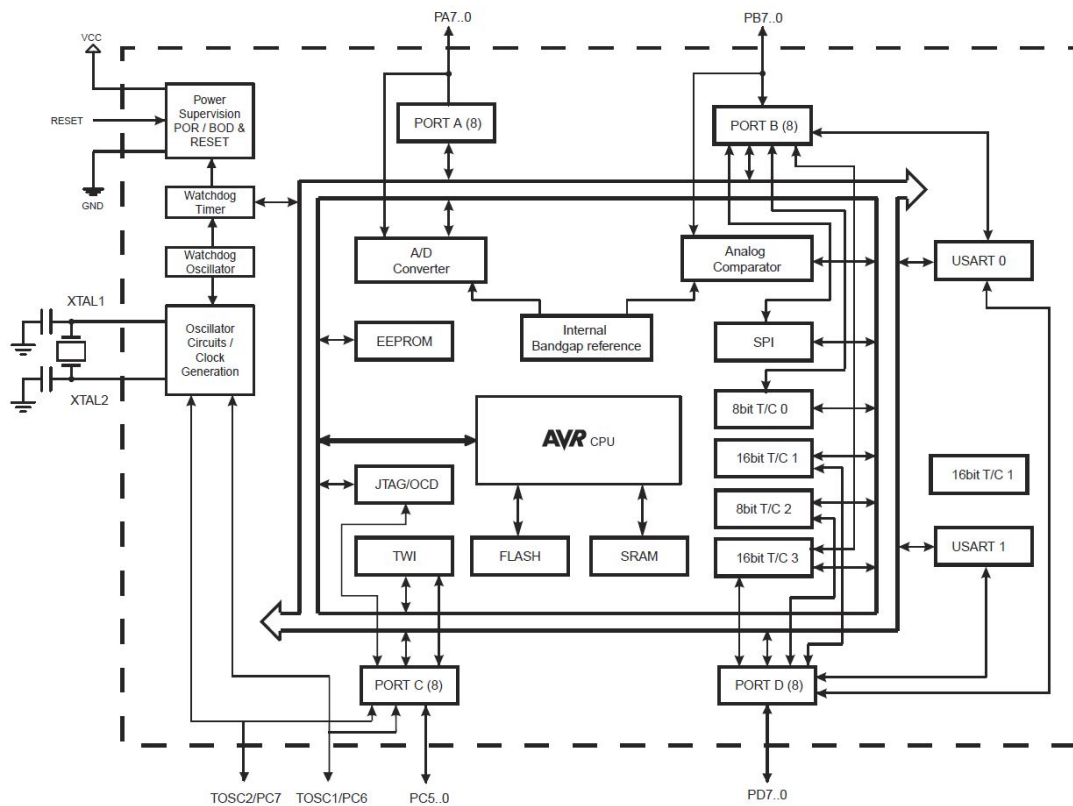 PA7..0
PB7..0
VCC
Power
Supervision
POR / BOD &
RESET
RESET
PORT A (8)
PORT B (8)
GND
Watchdog
Timer
Watchdog
Oscillator
A/D
Converter
Analog
Comparator
USART 0
XTAL1
Oscillator
Circuits /
Clock
Generation
XTAL2
EEPROM
Internal
Bandgap reference
SPI
8bit T/C 0
AVR CPU
16bit T/C 1
16bit T/C 1
JTAG/OCD
8bit T/C 2
TWI
FLASH
SRAM
16bit T/C 3
USART 1
PORT C (8)
PORT D (8)
TOSC2/PC7
TOSC1/PC6
PC5..0
PD7..0